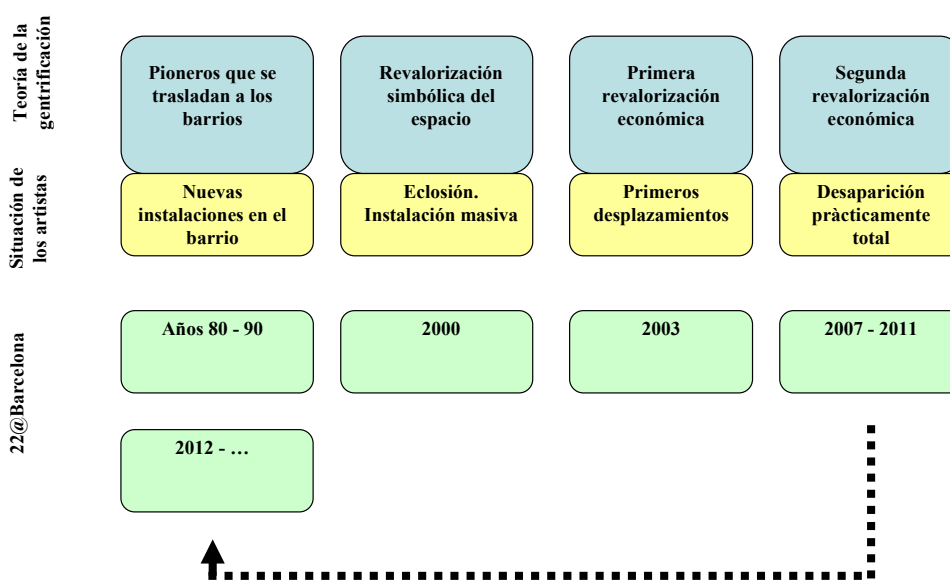 Teoría de la
gentrificación
Pioneros que se
trasladan a los
barrios
Revalorización
simbólica del
espacio
Primera
revalorización
económica
Segunda
revalorización
económica
Situación de
los artistas
Nuevas
instalaciones en el
barrio
Eclosión.
Instalación masiva
Primeros
desplazamientos
Desaparición
pràcticamente
total
22@Barcelona
Años 80 - 90
2000
2003
2007 - 2011
2012 - …